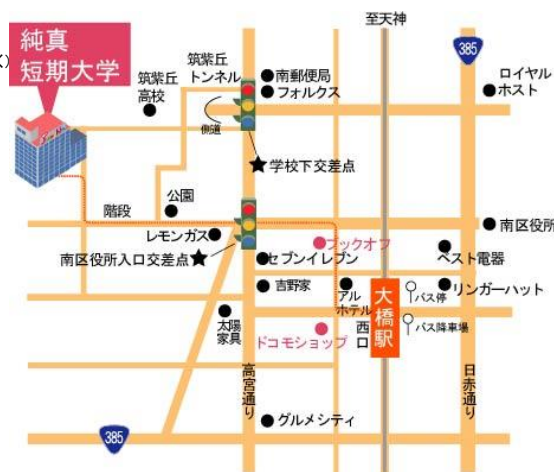 純真
短期大学
筑紫丘
高校
筑紫丘
トンネル
側道
南郵便局
フォルクス
至天神
385
ロイヤル
ホスト
学校下交差点
公園
階段
レモンガス
南区役所入口交差点
セブンイレブン
ブックオフ
南区役所
ベスト電器
吉野家
アル
ホテル
大橋駅
西口
バス停
リンガーハット
バス降車場
太陽
家具
ドコモショップ
高宮通り
日赤通り
グルメシティ
385